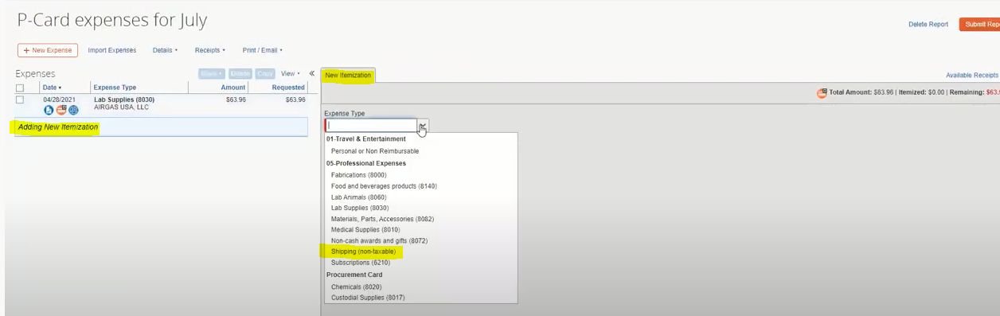 P-Card expenses for July
Delete Report Submit Repo
+ New Expense Import Expenses Details Receipts Print / Email
Expenses Delete Copy View «
New Itemization
Available Receipts
Date Expense Type Amount Requested
Total Amount: $63.96 | Itemized: $0.00 | Remaining: $63.9
04/28/2021 Lab Supplies (8030) $63.96 $63.96
AIRGAS USA, LLC
Adding New Itemization
Expense Type
01-Travel & Entertainment
Personal or Non Reimbursable
05-Professional Expenses
Fabrications (8000)
Food and beverages products (8140)
Lab Animals (8060)
Lab Supplies (8030)
Materials, Parts, Accessories (8082)
Medical Supplies (8010)
Non-cash awards and gifts (8072)
Shipping (non-taxable)
Subscriptions (6210)
Procurement Card
Chemicals (8020)
Custodial Supplies (8017)